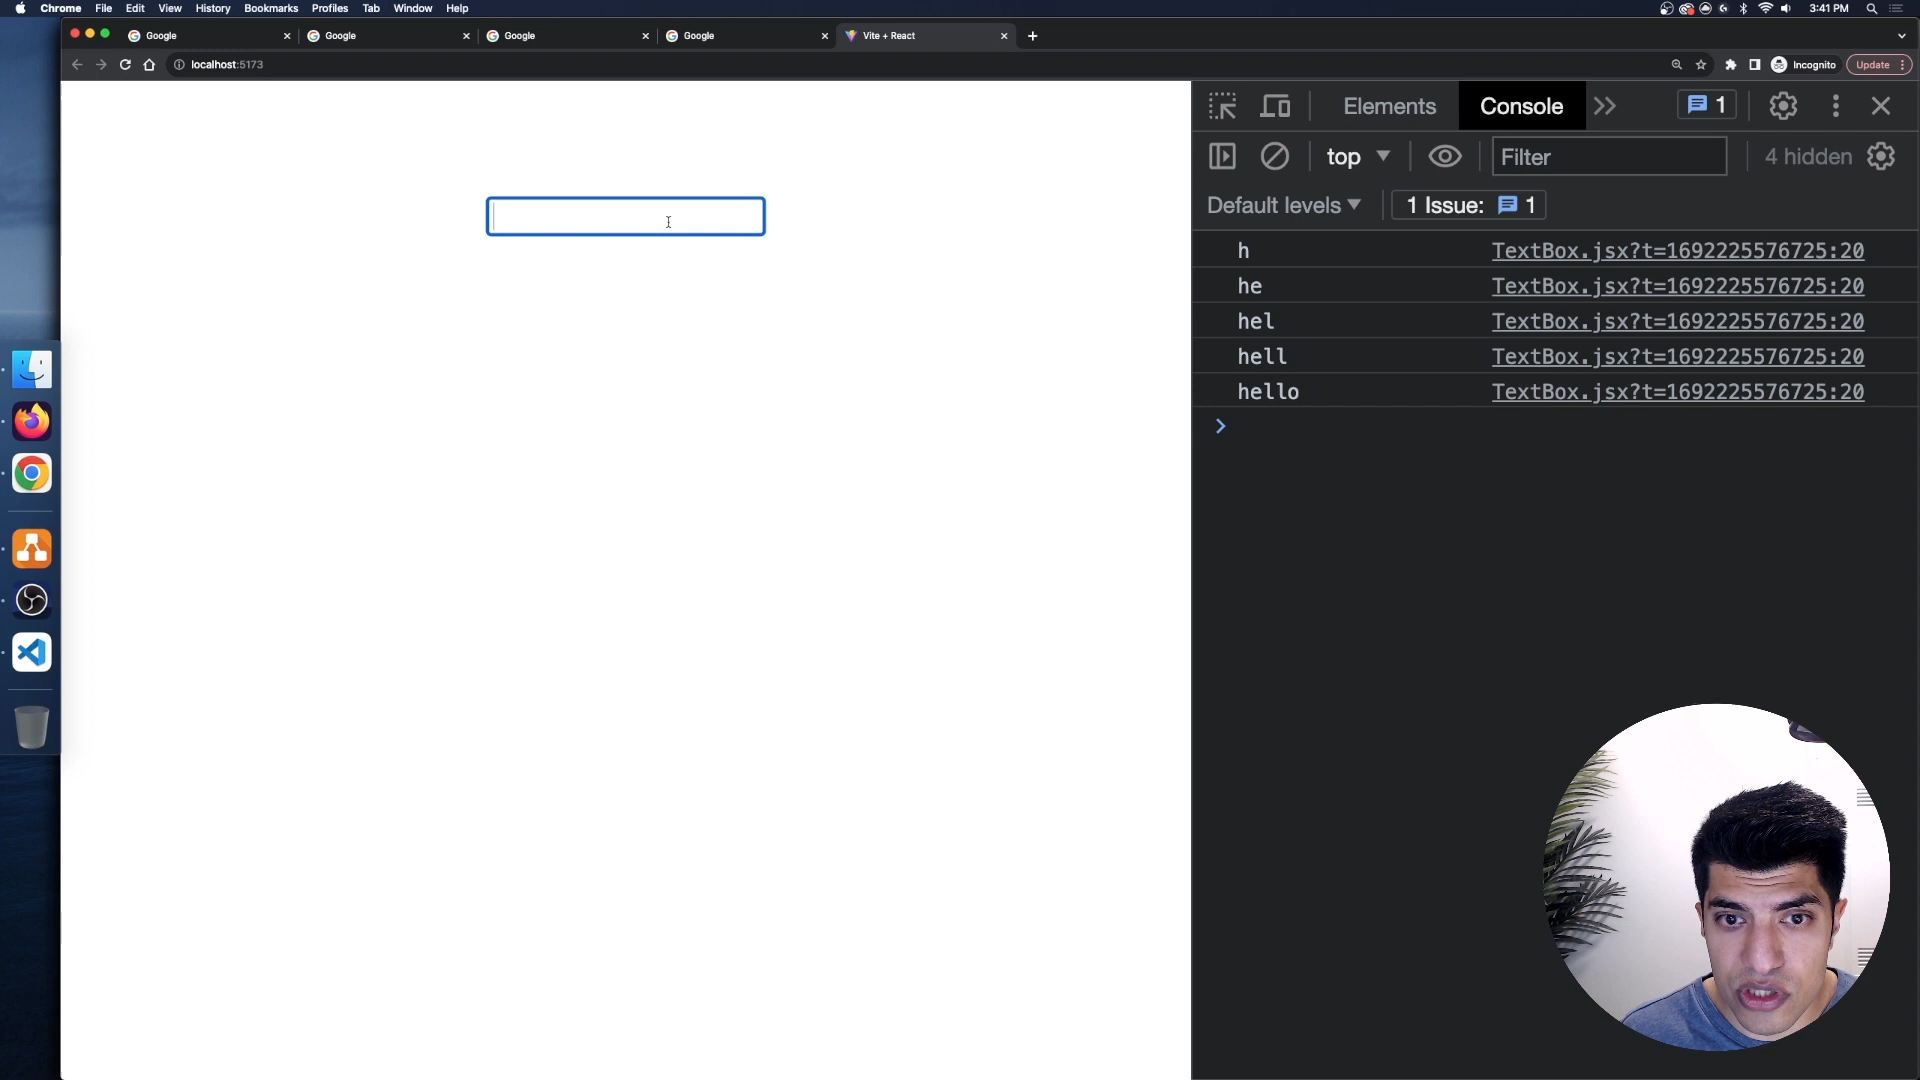 Chrome File Edit View History Bookmarks Profiles Tab Window Help 3:41 PM
Google Google Google Google Vite + React
localhost:5173 Incognito Update
Elements Console 1
top Filter 4 hidden
Default levels 1 Issue: 1
h TextBox.jsx?t=1692225576725:20
he TextBox.jsx?t=1692225576725:20
hel TextBox.jsx?t=1692225576725:20
hell TextBox.jsx?t=1692225576725:20
hello TextBox.jsx?t=1692225576725:20